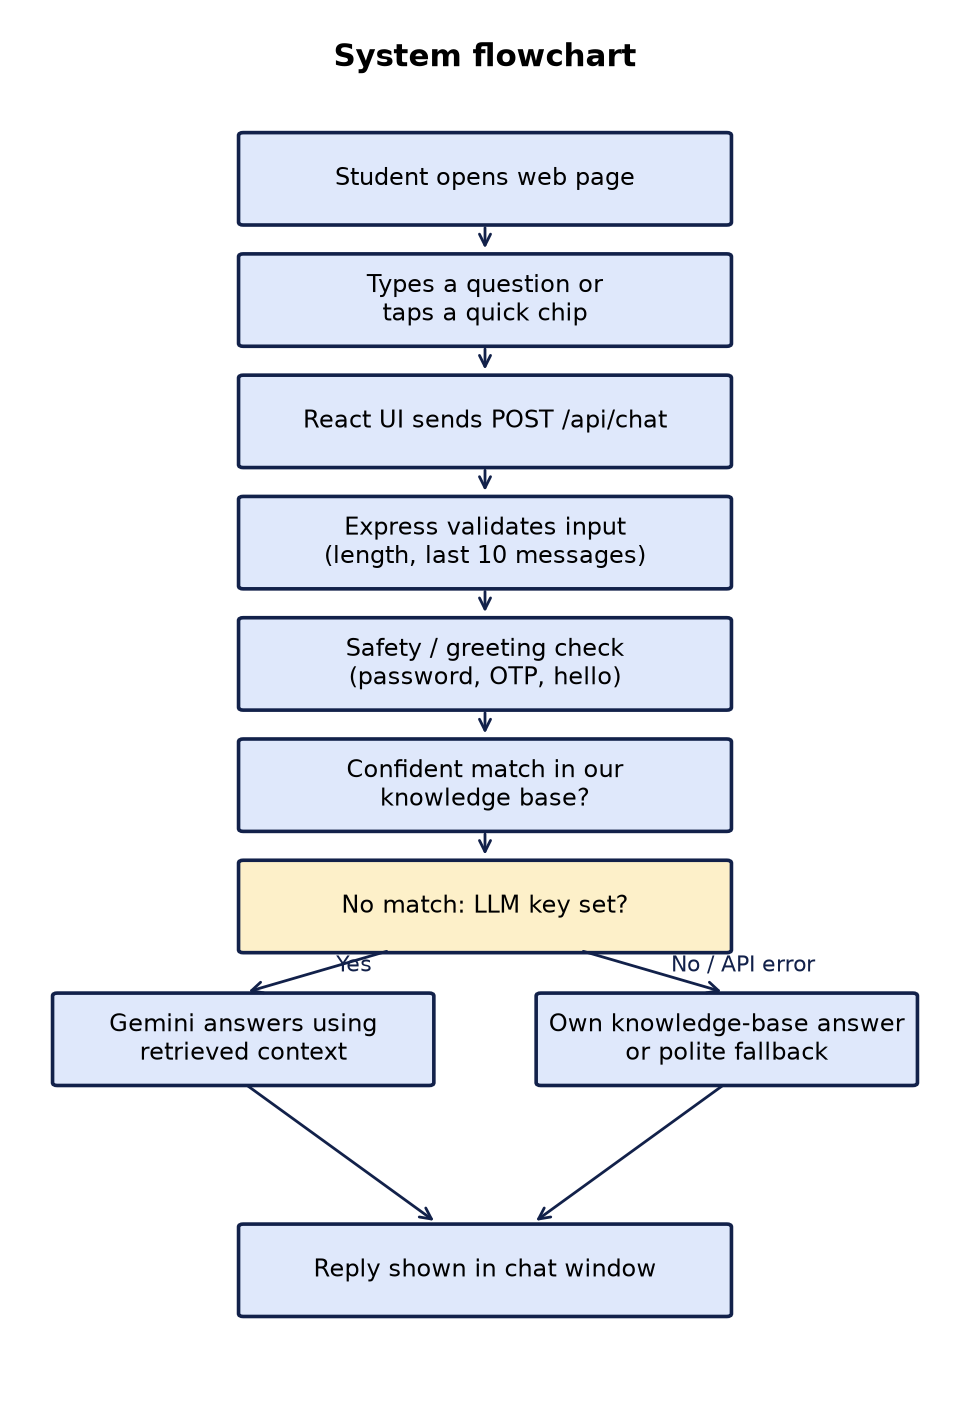 System flowchart
Student opens web page
Types a question or
taps a quick chip
React UI sends POST /api/chat
Express validates input
(length, last 10 messages)
Safety / greeting check
(password, OTP, hello)
Confident match in our
knowledge base?
No match: LLM key set?
Yes
No / API error
Gemini answers using
retrieved context
Own knowledge-base answer
or polite fallback
Reply shown in chat window